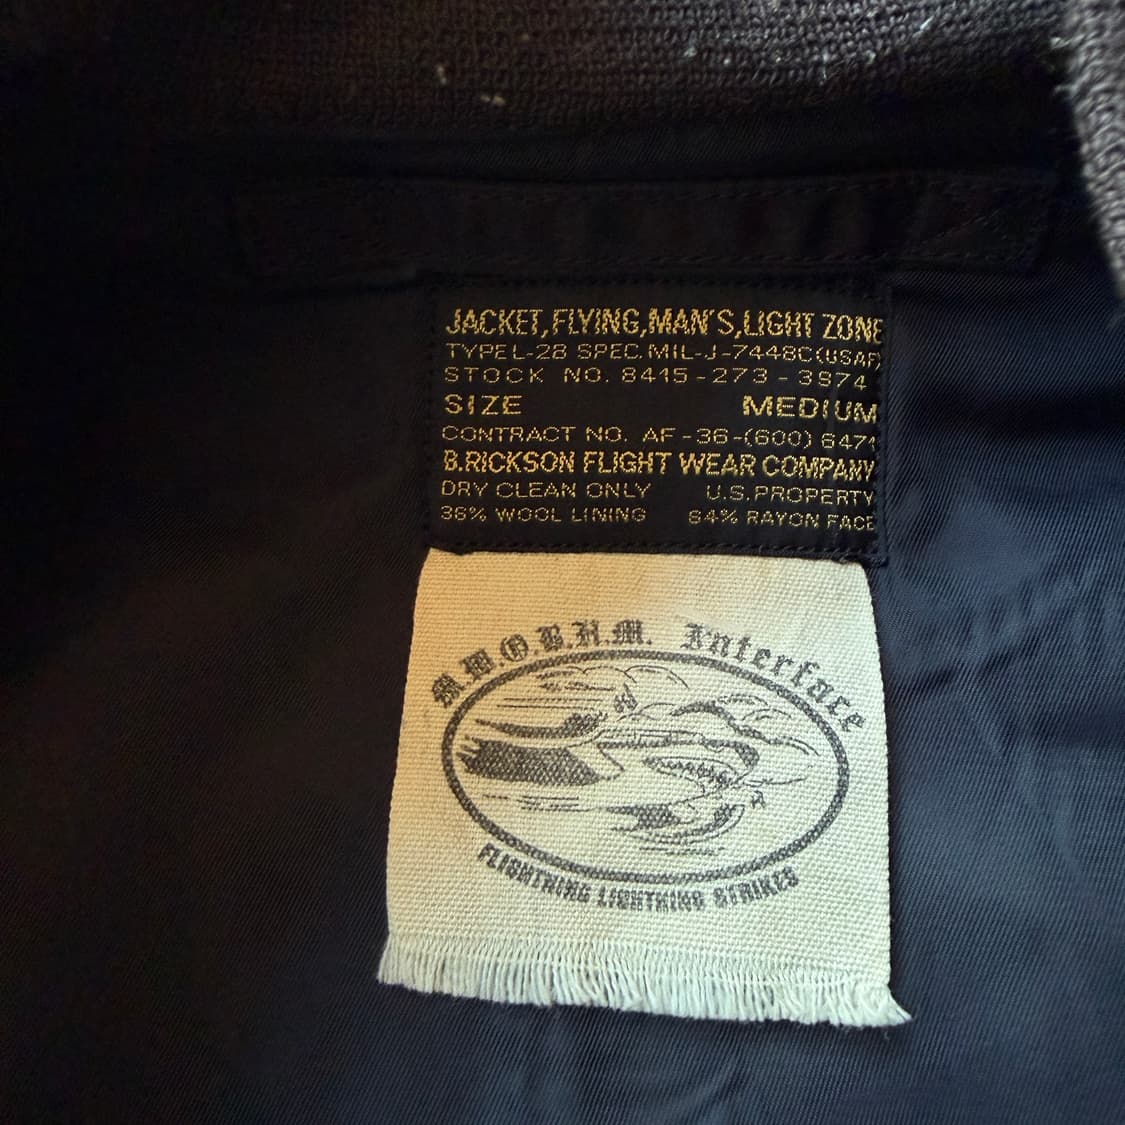 JACKET,FLYING,MAN'S,LIGHT ZONE
TYPE L-2B SPEC.MIL-J-7448C(USAF)
STOCK NO. 8415-273-3974
SIZE MEDIUM
CONTRACT NO. AF-36-(600) 6471
B.RICKSON FLIGHT WEAR COMPANY
DRY CLEAN ONLY U.S.PROPERTY
36% WOOL LINING 64% RAYON FACE
Interface
FLIGHTNING LIGHTNING STRIKES